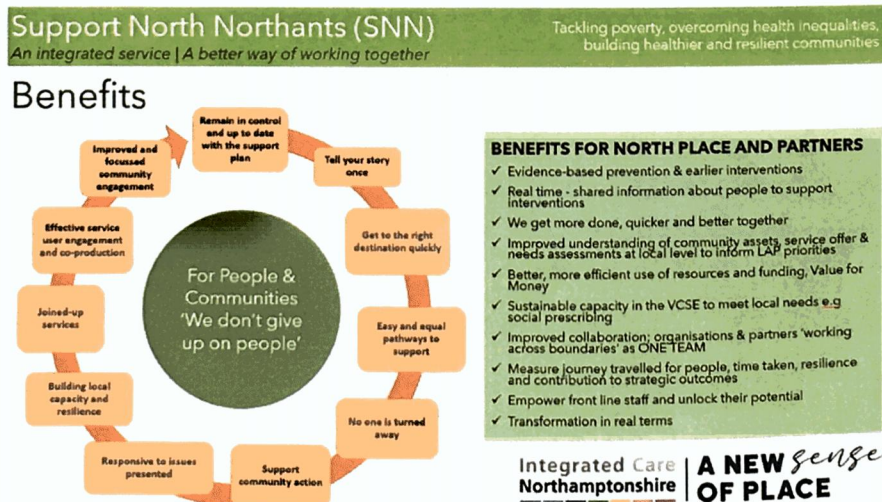 Support North Northants (SNN)
An integrated service | A better way of working together
Tackling poverty, overcoming health inequalities,
building healthier and resilient communities
Benefits
Remain in control
and up to date
with the support
plan
Tell your story
once
Get to the right
destination quickly
Easy and equal
pathways to
support
No one is turned
away
Support
community action
Responsive to issues
presented
Building local
capacity and
resilience
Joined-up
services
Effective service
user engagement
and co-production
Improved and
focussed
community
engagement
For People &
Communities
'We don't give
up on people'
BENEFITS FOR NORTH PLACE AND PARTNERS
✓ Evidence-based prevention & earlier interventions
✓ Real time - shared information about people to support
interventions
✓ We get more done, quicker and better together
✓ Improved understanding of community assets, service offer &
needs assessments at local level to inform LAP priorities
✓ Better, more efficient use of resources and funding, Value for
Money
✓ Sustainable capacity in the VCSE to meet local needs e.g
social prescribing
✓ Improved collaboration; organisations & partners 'working
across boundaries' as ONE TEAM
✓ Measure journey travelled for people, time taken, resilience
and contribution to strategic outcomes
✓ Empower front line staff and unlock their potential
✓ Transformation in real terms
Integrated Care
Northamptonshire
A NEW sense
OF PLACE